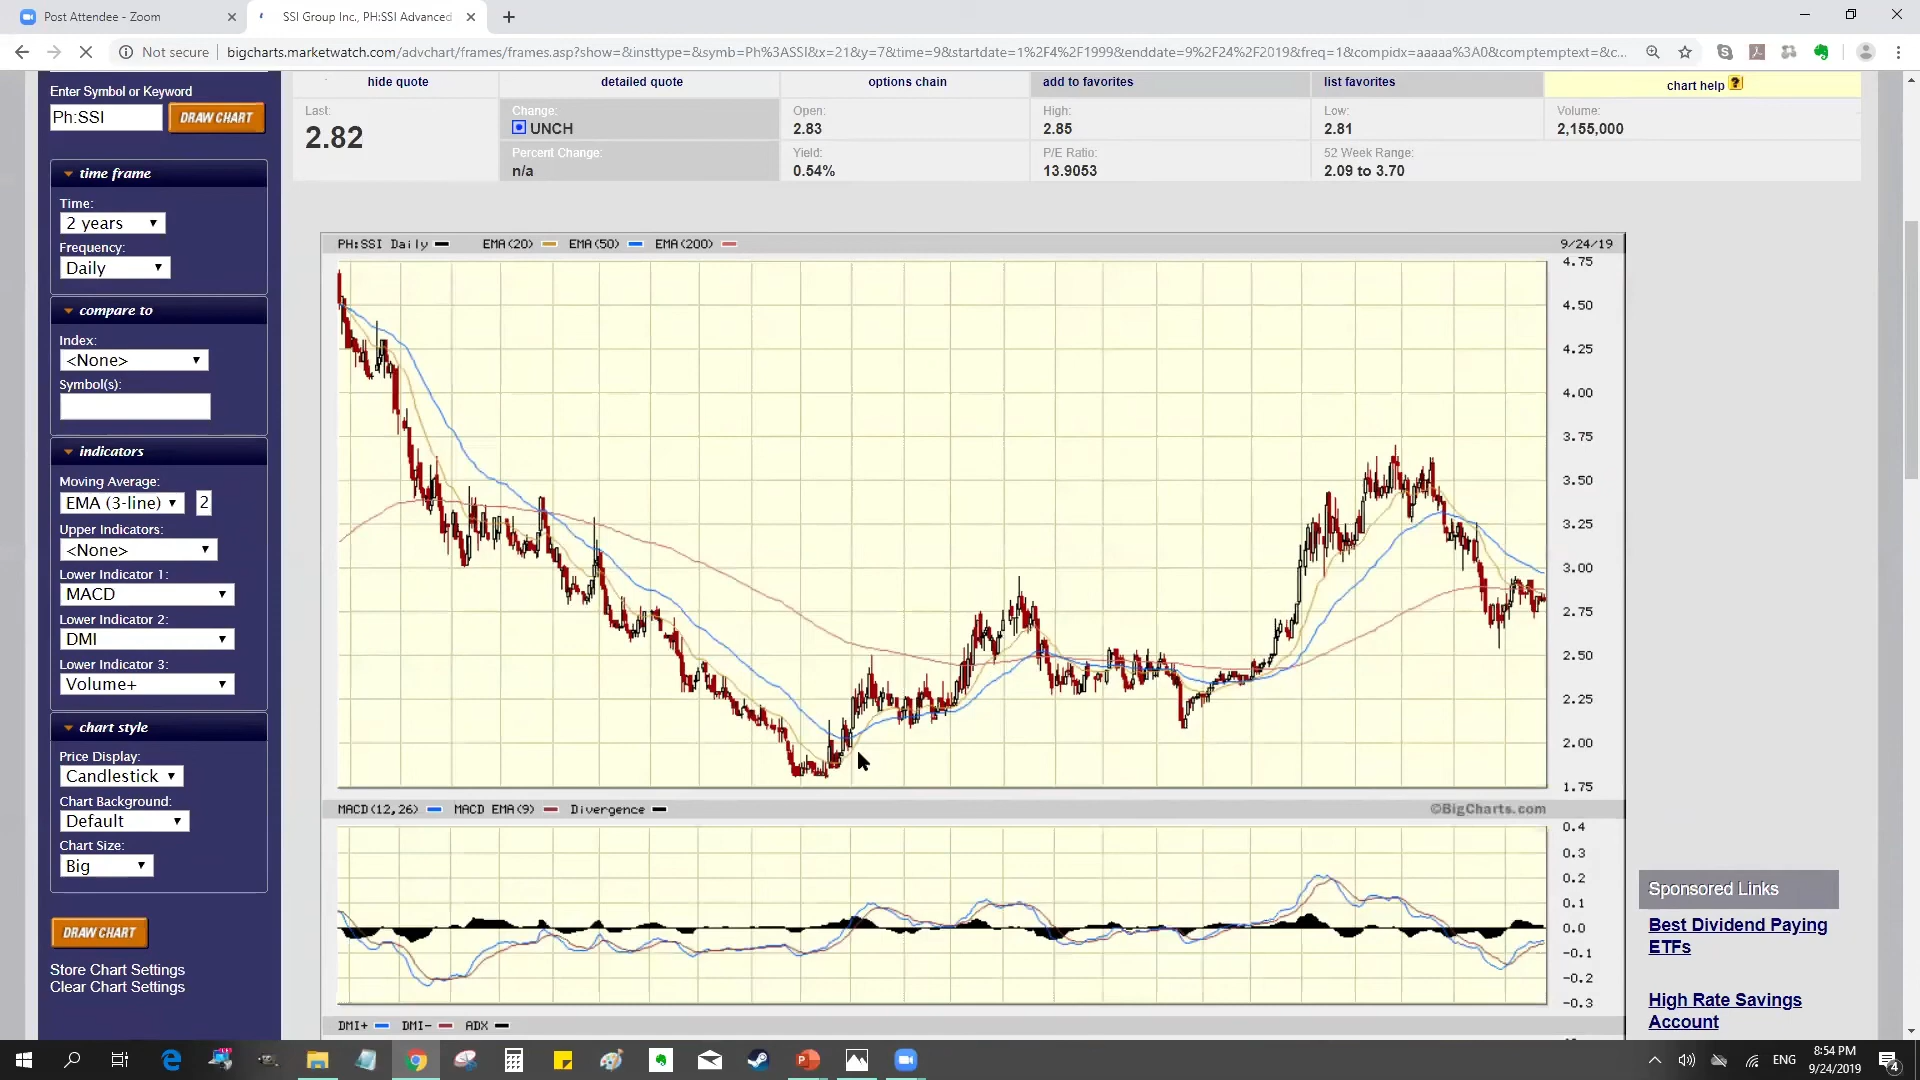 Post Attendee - Zoom
SSI Group Inc., PH:SSI Advanced
Not secure
bigcharts.marketwatch.com/advchart/frames/frames.asp?show=&insttype=&symb=Ph%3ASSI&x=21&y=7&time=9&startdate=1%2F4%2F1999&enddate=9%2F24%2F2019&freq=1&compidx=aaaaa%3A0&comptemptext=&c...
Enter Symbol or Keyword
Ph:SSI
DRAW CHART
time frame
Time:
2 years
Frequency:
Daily
compare to
Index:
<None>
Symbol(s):
indicators
Moving Average:
EMA (3-line)
2
Upper Indicators:
<None>
Lower Indicator 1:
MACD
Lower Indicator 2:
DMI
Lower Indicator 3:
Volume+
chart style
Price Display:
Candlestick
Chart Background:
Default
Chart Size:
Big
DRAW CHART
Store Chart Settings
Clear Chart Settings
hide quote
detailed quote
options chain
add to favorites
list favorites
chart help
Last:
2.82
Change:
UNCH
Percent Change:
n/a
Open:
2.83
Yield:
0.54%
High:
2.85
P/E Ratio:
13.9053
Low:
2.81
52 Week Range:
2.09 to 3.70
Volume:
2,155,000
PH:SSI Daily EMA(20) EMA(50) EMA(200) 9/24/19
4.75
4.50
4.25
4.00
3.75
3.50
3.25
3.00
2.75
2.50
2.25
2.00
1.75
MACD(12,26) MACD EMA(9) Divergence
©BigCharts.com
0.4
0.3
0.2
0.1
0.0
-0.1
-0.2
-0.3
DMI+ DMI- ADX
Sponsored Links
Best Dividend Paying
ETFs
High Rate Savings
Account
ENG
8:54 PM
9/24/2019
4